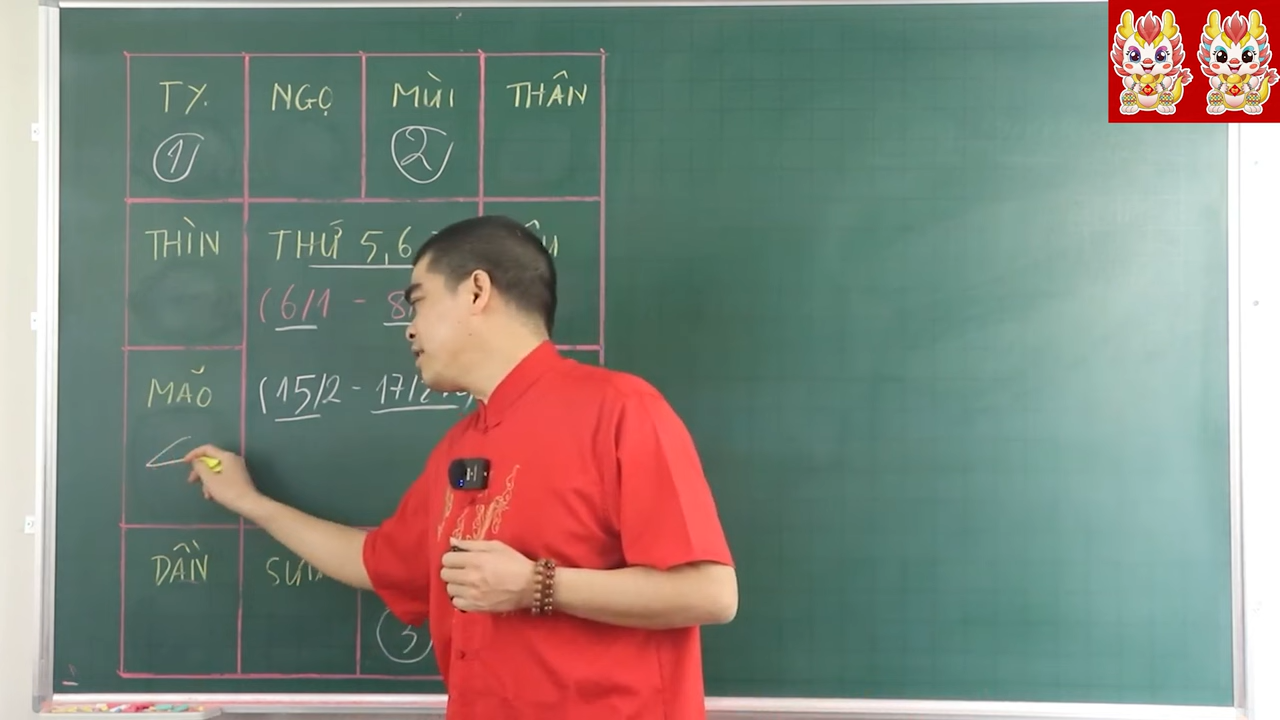 TỴ. NGỌ MÙI THÂN
1 2
THÌN THỨ 5,6
(6/1 - 8/
MÃO (15/2 - 17/2
DẦN
3